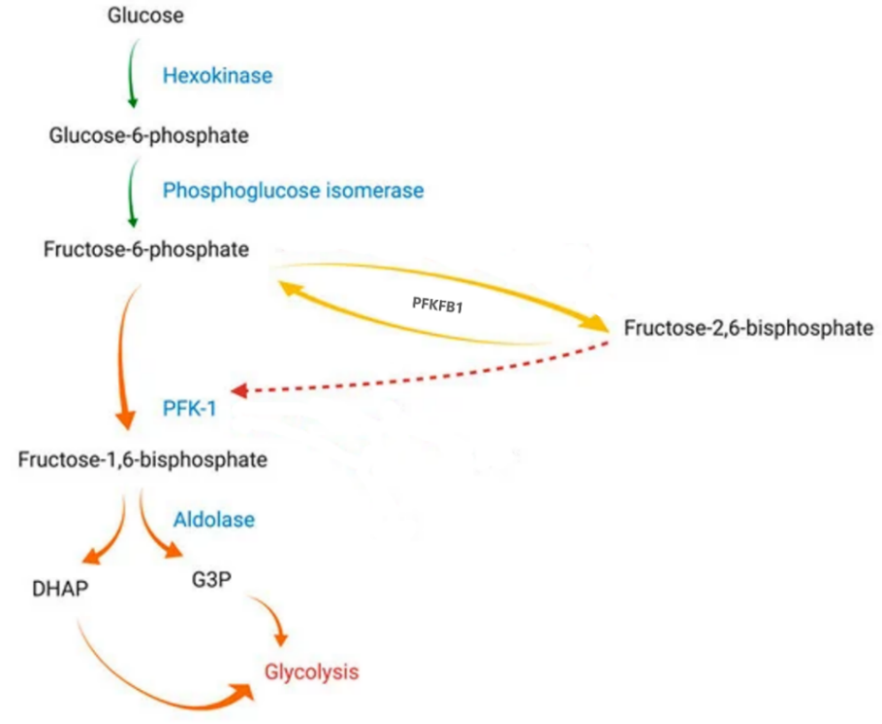 Glucose
Hexokinase
Glucose-6-phosphate
Phosphoglucose isomerase
Fructose-6-phosphate
PFKFB1
Fructose-2,6-bisphosphate
PFK-1
Fructose-1,6-bisphosphate
Aldolase
DHAP
G3P
Glycolysis